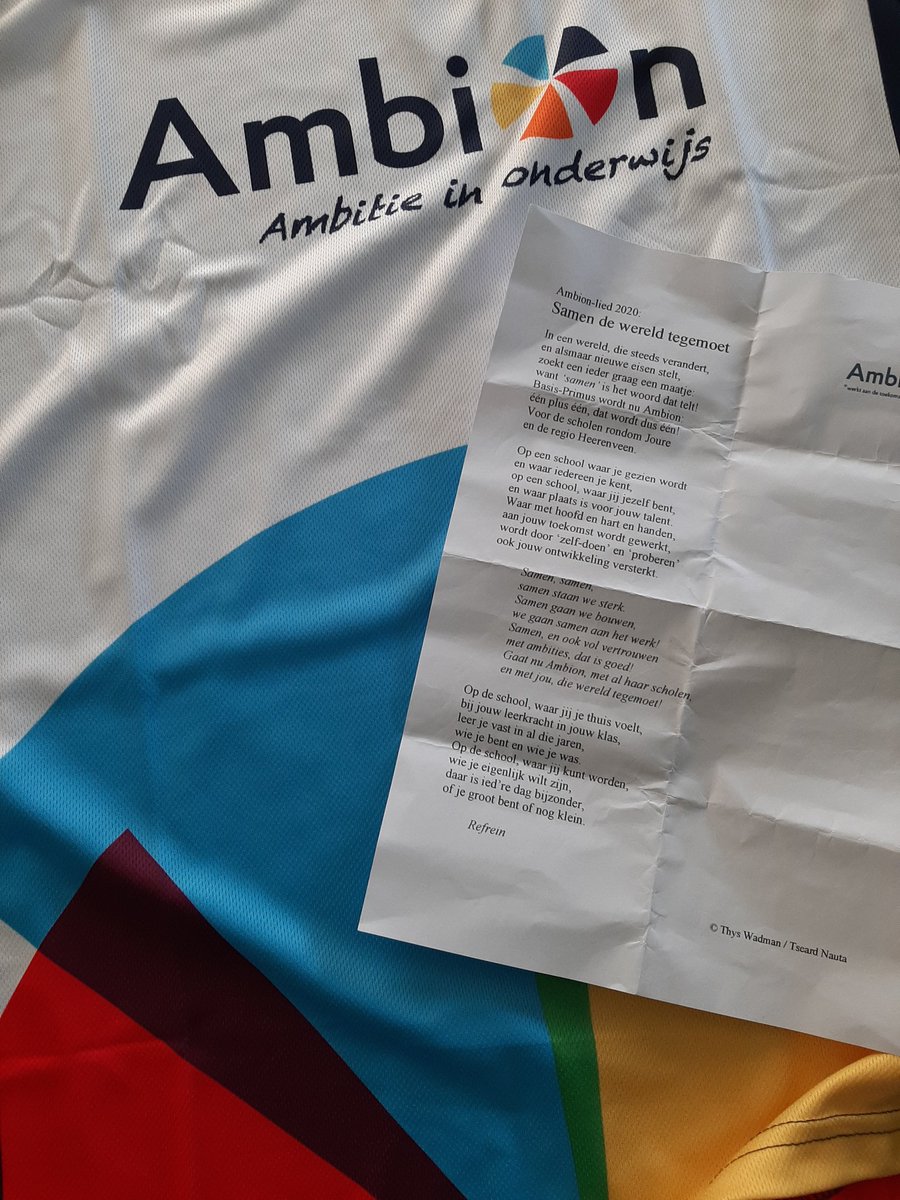 Ambion
Ambitie in onderwijs
Ambion-lied 2020:
Samen de wereld tegemoet
In een wereld, die steeds verandert,
en alsmaar nieuwe eisen stelt,
zoekt een ieder graag een maatje:
want ‘samen’ is het woord dat telt!
Basis-Primus wordt nu Ambion:
één plus één, dat wordt dus één!
Voor de scholen rondom Joure
en de regio Heerenveen.
Op een school waar je gezien wordt
en waar iedereen je kent,
op een school, waar jij jezelf bent,
en waar plaats is voor jouw talent.
Waar met hoofd en hart en handen,
aan jouw toekomst wordt gewerkt,
wordt door ‘zelf-doen’ en ‘proberen’
ook jouw ontwikkeling versterkt.
Samen, samen,
samen staan we sterk.
Samen gaan we bouwen,
we gaan samen aan het werk!
Samen, en ook vol vertrouwen
met ambities, dat is goed!
Gaat nu Ambion, met al haar scholen,
en met jou, die wereld tegemoet!
Op de school, waar jij je thuis voelt,
bij jouw leerkracht in jouw klas,
leer je vast in al die jaren,
wie je bent en wie je was.
Op de school, waar jij kunt worden,
wie je eigenlijk wilt zijn,
daar is ied're dag bijzonder,
of je groot bent of nog klein.
Refrein
Ambi
werkt aan de
© Thys Wadman / Tseard Nauta